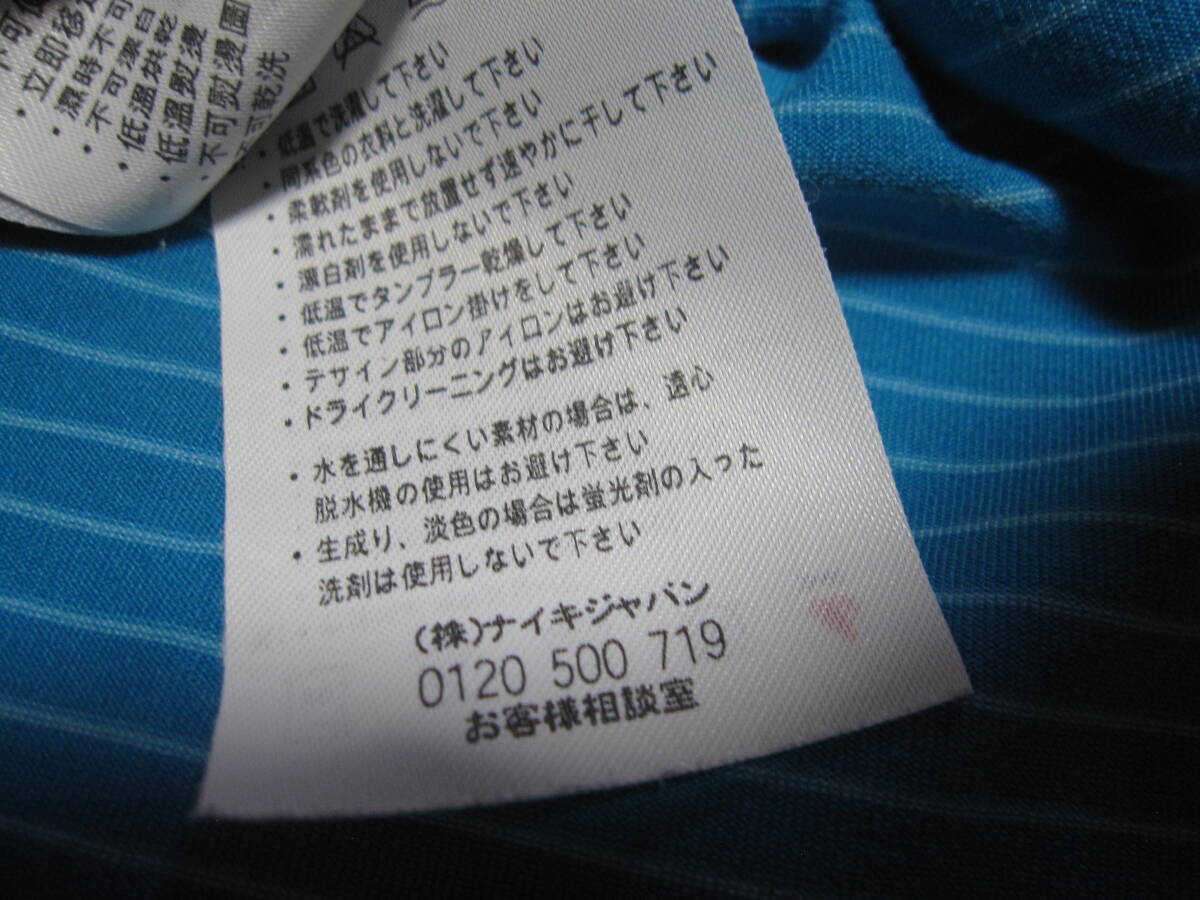 立即
濕時不可
不可漂白
・低溫烘乾
・低溫熨燙
・不可熨燙圖
不可乾洗
・低温で洗濯して下さい
・同系色の衣料と洗濯して下さい
・柔軟剤を使用しないで下さい
・濡れたままで放置せず速やかに干して下さい
・漂白剤を使用しないで下さい
・低温でタンブラー乾燥して下さい
・低温でアイロン掛けをして下さい
・デザイン部分のアイロンはお避け下さい
・ドライクリーニングはお避け下さい
・水を通しにくい素材の場合は、遠心
脱水機の使用はお避け下さい
・生成り、淡色の場合は蛍光剤の入った
洗剤は使用しないで下さい
(株)ナイキジャパン
0120 500 719
お客様相談室